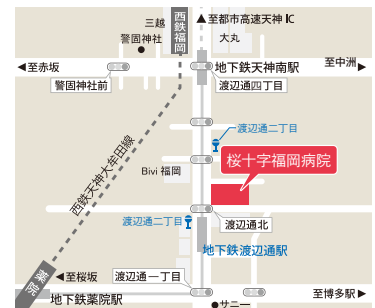 三越
西鉄福岡
▲至都市高速天神IC
警固神社
大丸
◀至赤坂
地下鉄天神南駅
至中洲▶
警固神社前
渡辺通四丁目
渡辺通二丁目
桜十字福岡病院
西鉄天神大牟田線
Bivi 福岡
渡辺通二丁目
渡辺通北
地下鉄渡辺通駅
薬院
◀至桜坂
渡辺通一丁目
地下鉄薬院駅
至博多駅▶
●サニー